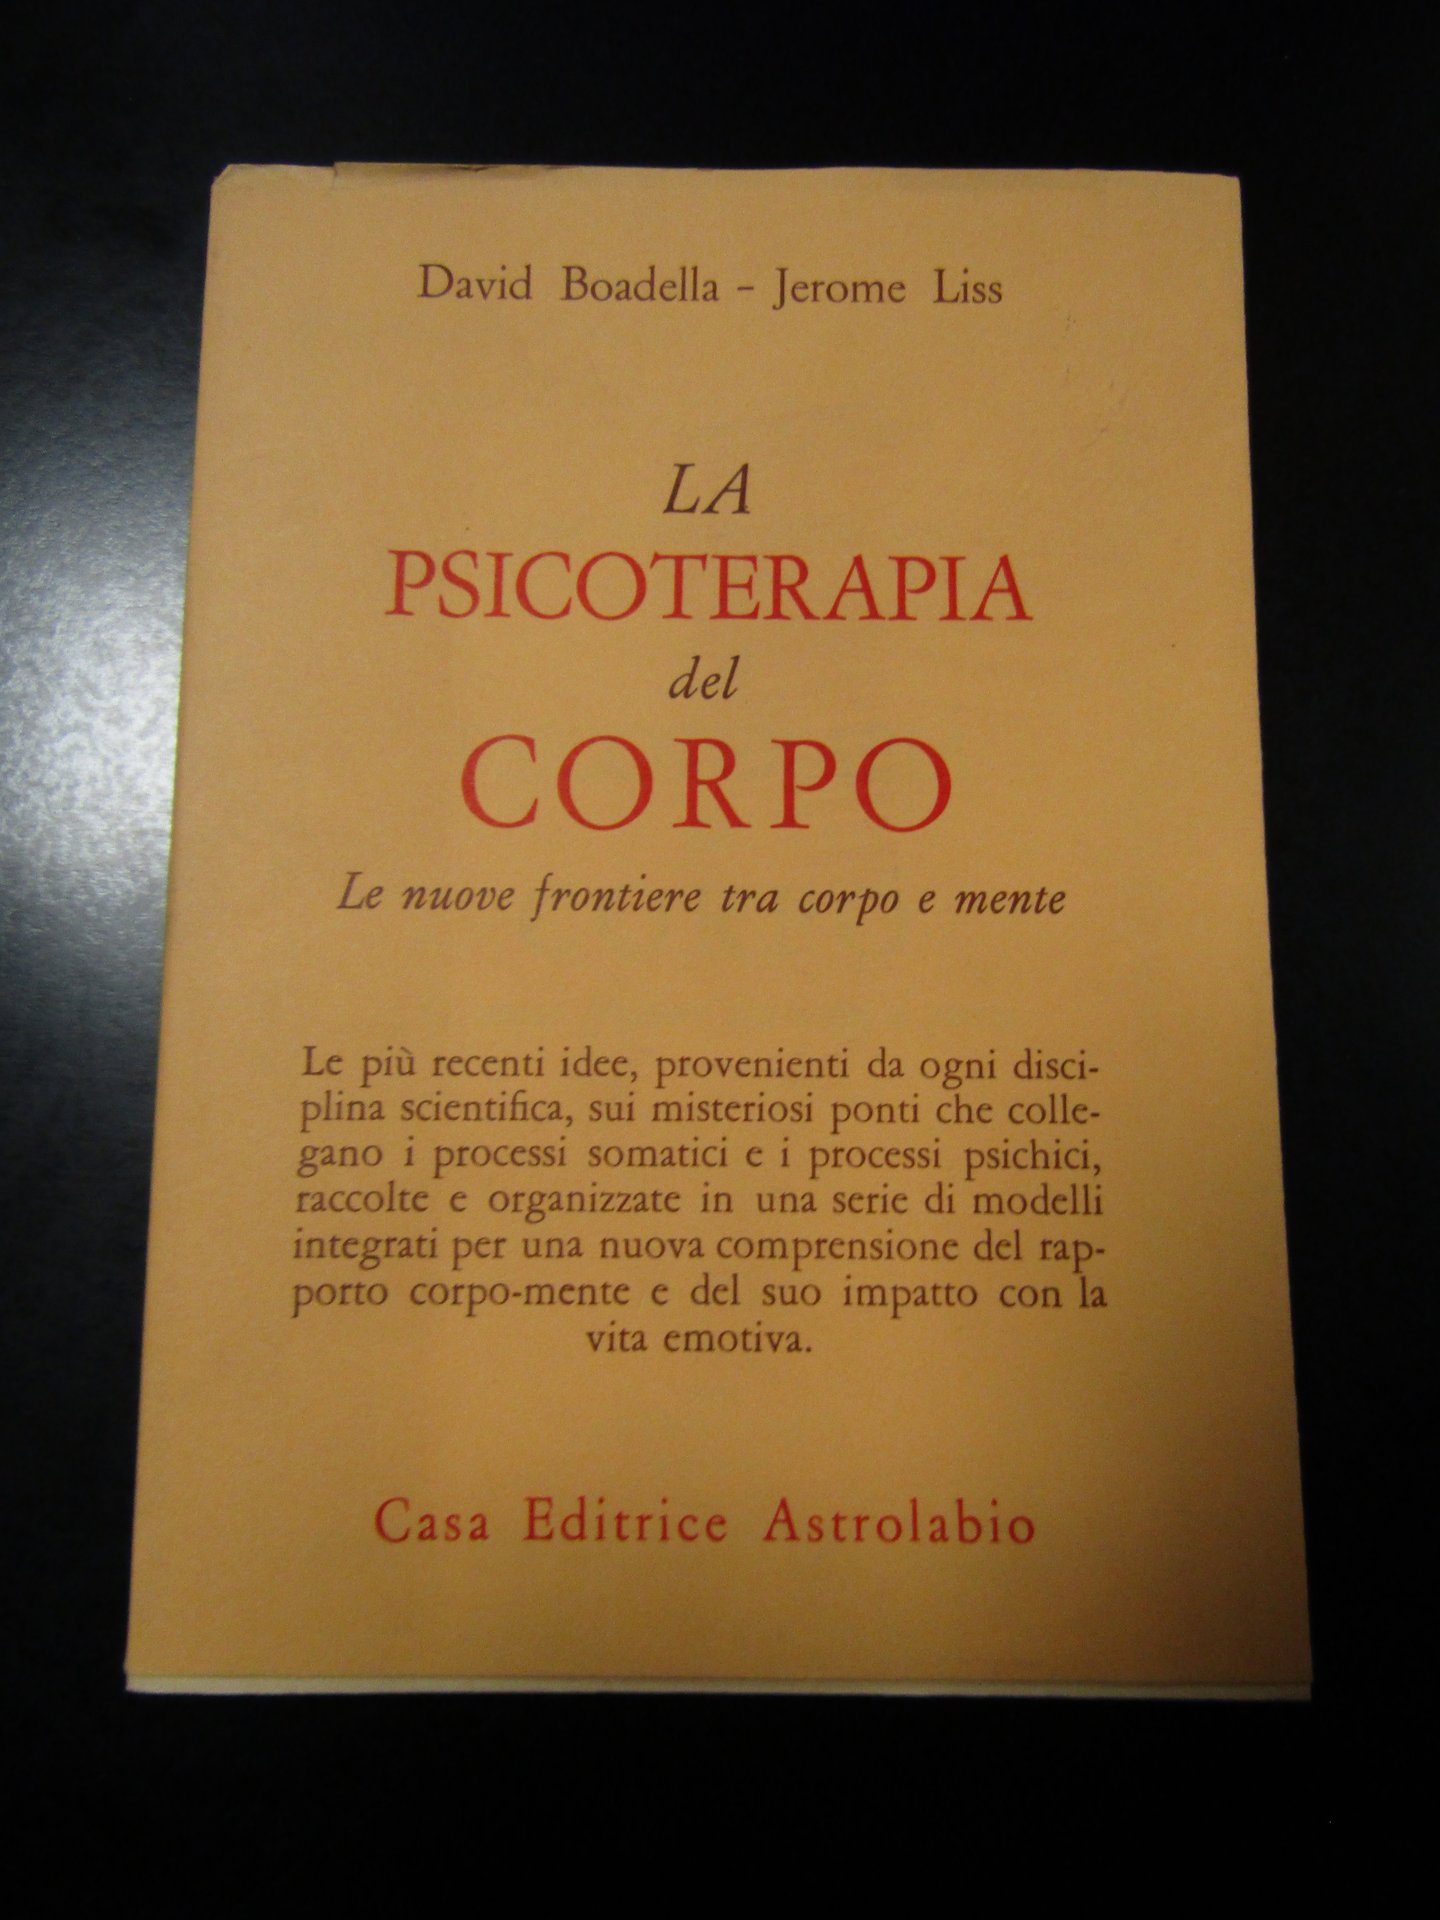 David Boadella - Jerome Liss
LA
PSICOTERAPIA
del
CORPO
Le nuove frontiere tra corpo e mente
Le più recenti idee, provenienti da ogni disci-
plina scientifica, sui misteriosi ponti che colle-
gano i processi somatici e i processi psichici,
raccolte e organizzate in una serie di modelli
integrati per una nuova comprensione del rap-
porto corpo-mente e del suo impatto con la
vita emotiva.
Casa Editrice Astrolabio